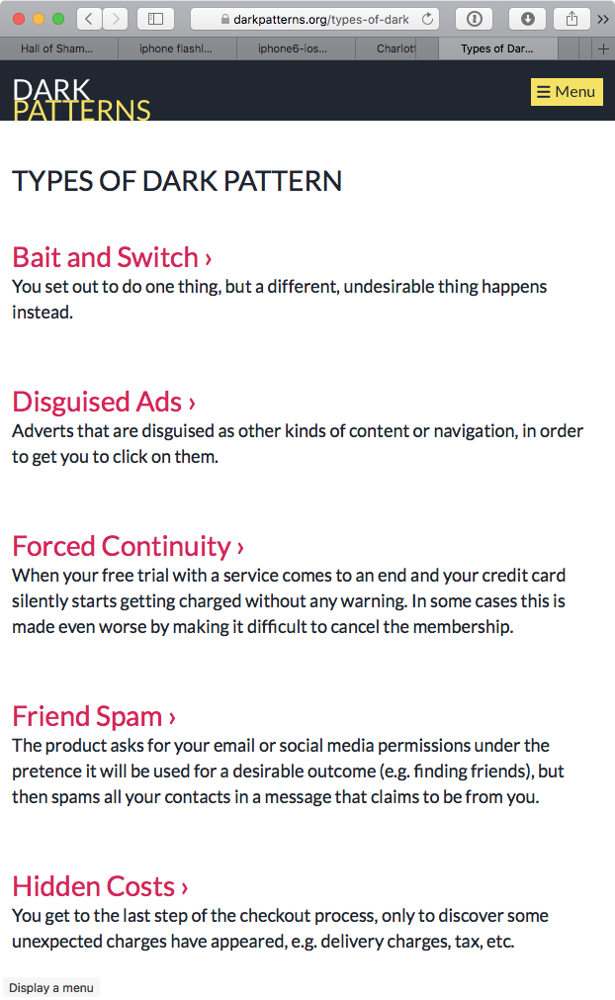 darkpatterns.org/types-of-dark
Hall of Sham... iphone flashl... iphone6-ios... Charlot Types of Dar...
DARK
PATTERNS
☰ Menu
TYPES OF DARK PATTERN
Bait and Switch ›
You set out to do one thing, but a different, undesirable thing happens
instead.
Disguised Ads ›
Adverts that are disguised as other kinds of content or navigation, in order
to get you to click on them.
Forced Continuity ›
When your free trial with a service comes to an end and your credit card
silently starts getting charged without any warning. In some cases this is
made even worse by making it difficult to cancel the membership.
Friend Spam ›
The product asks for your email or social media permissions under the
pretence it will be used for a desirable outcome (e.g. finding friends), but
then spams all your contacts in a message that claims to be from you.
Hidden Costs ›
You get to the last step of the checkout process, only to discover some
unexpected charges have appeared, e.g. delivery charges, tax, etc.
Display a menu